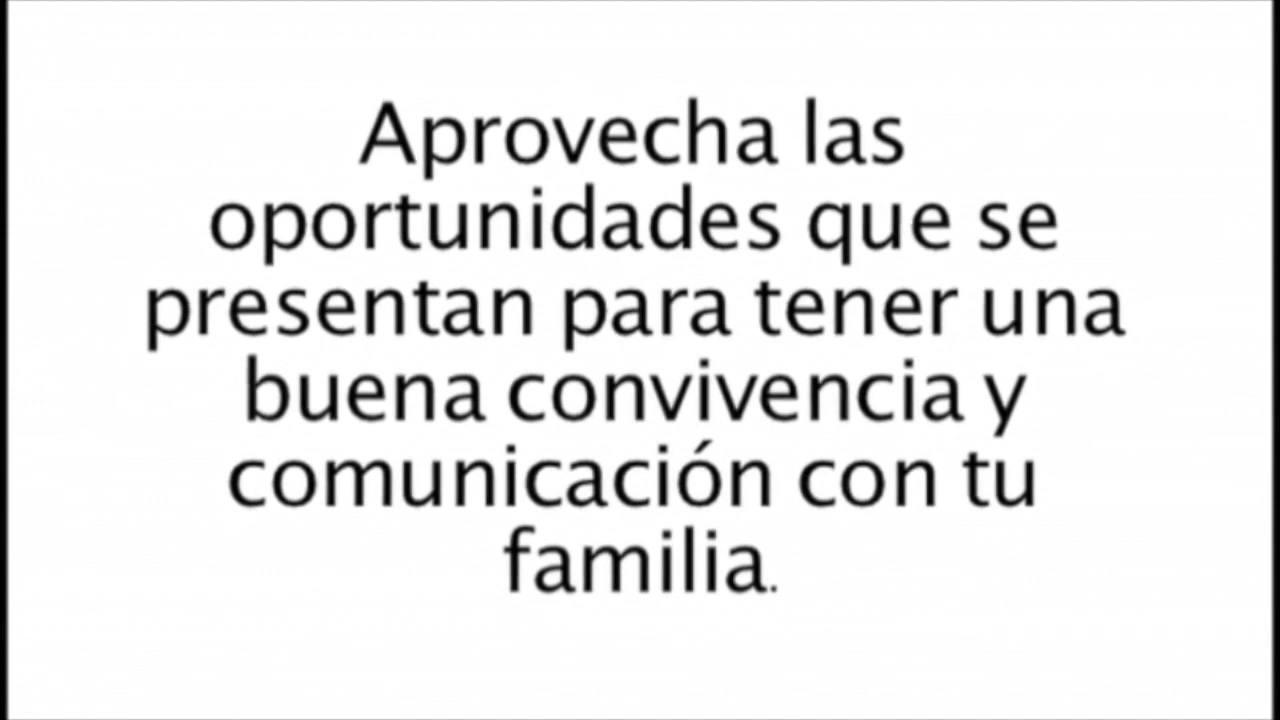 Aprovecha las
oportunidades que se
presentan para tener una
buena convivencia y
comunicación con tu
familia.